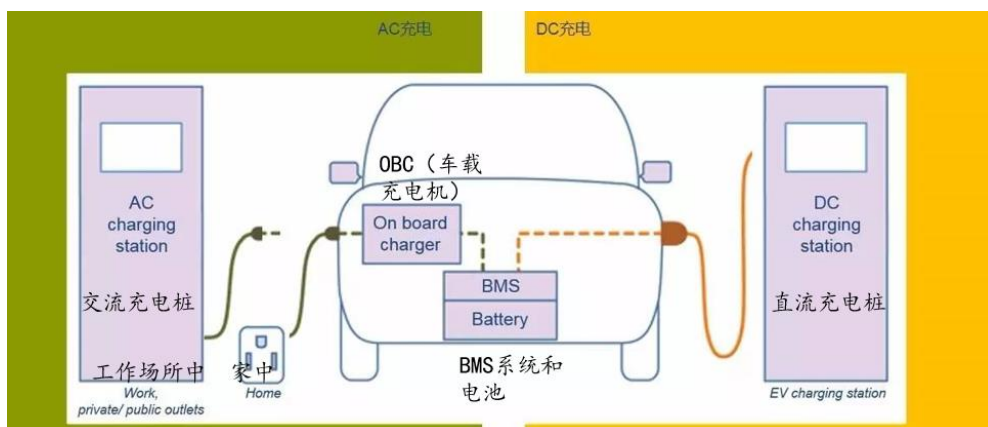 AC充电
DC充电
AC
charging
station
交流充电桩
工作场所中
Work,
private/ public outlets
家中
Home
OBC（车载
充电机）
On board
charger
BMS
Battery
BMS系统和
电池
DC
charging
station
直流充电桩
EV charging station